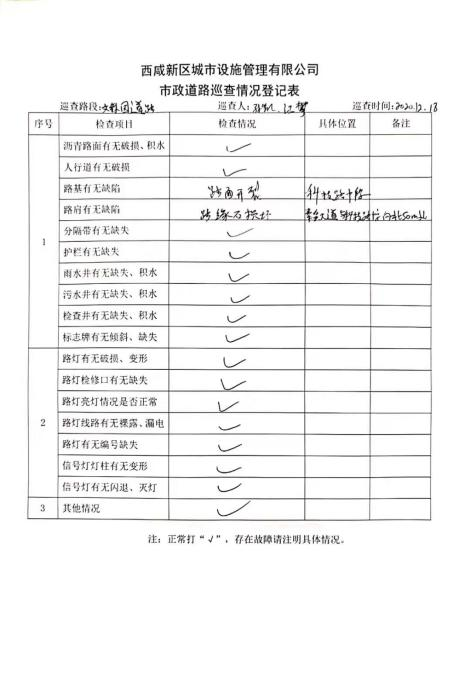 西咸新区城市设施管理有限公司
市政道路巡查情况登记表
巡查路段: 道路 巡查人: 巡查时间:2020.12.18
序号 检查项目 检查情况 具体位置 备注
1
沥青路面有无破损、积水 ✓
人行道有无破损 ✓
路基有无缺陷 路面开裂 科技路十字
路肩有无缺陷 路缘石损坏 大道与科技路 向北50m处
分隔带有无缺失 ✓
护栏有无缺失 ✓
雨水井有无缺失、积水 ✓
污水井有无缺失、积水 ✓
检查井有无缺失、积水 ✓
标志牌有无倾斜、缺失 ✓
2
路灯有无破损、变形 ✓
路灯检修口有无缺失 ✓
路灯亮灯情况是否正常 ✓
路灯线路有无裸露、漏电 ✓
路灯有无编号缺失 ✓
信号灯灯柱有无变形 ✓
信号灯有无闪退、灭灯 ✓
3 其他情况 ✓
注: 正常打“√”, 存在故障请注明具体情况。